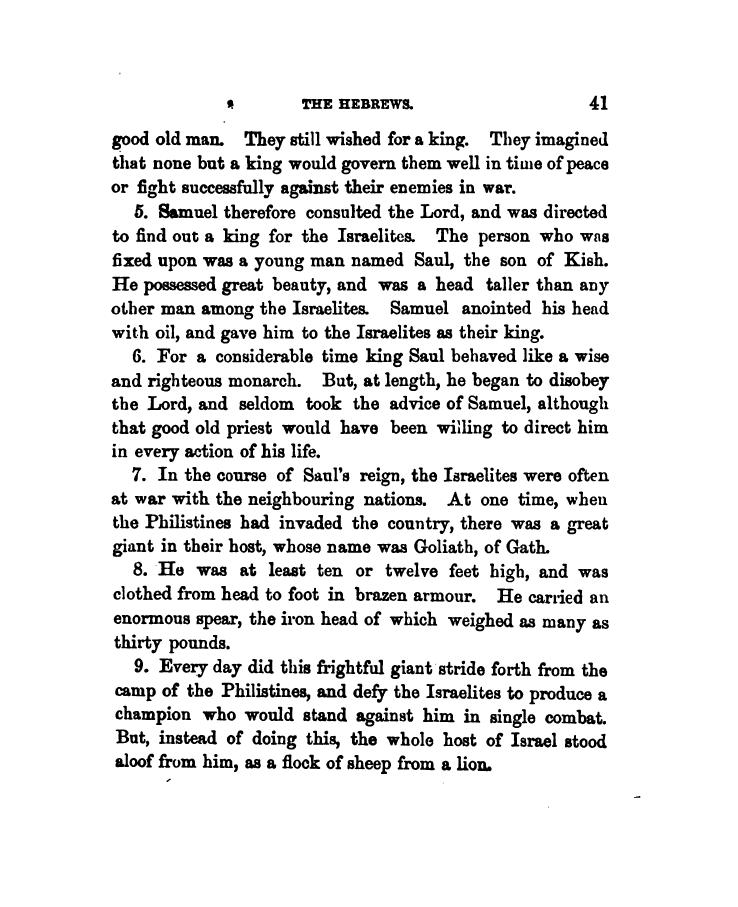 THE HEBREWS. 41
good old man. They still wished for a king. They imagined
that none but a king would govern them well in time of peace
or fight successfully against their enemies in war.
5. Samuel therefore consulted the Lord, and was directed
to find out a king for the Israelites. The person who was
fixed upon was a young man named Saul, the son of Kish.
He possessed great beauty, and was a head taller than any
other man among the Israelites. Samuel anointed his head
with oil, and gave him to the Israelites as their king.
6. For a considerable time king Saul behaved like a wise
and righteous monarch. But, at length, he began to disobey
the Lord, and seldom took the advice of Samuel, although
that good old priest would have been willing to direct him
in every action of his life.
7. In the course of Saul's reign, the Israelites were often
at war with the neighbouring nations. At one time, when
the Philistines had invaded the country, there was a great
giant in their host, whose name was Goliath, of Gath.
8. He was at least ten or twelve feet high, and was
clothed from head to foot in brazen armour. He carried an
enormous spear, the iron head of which weighed as many as
thirty pounds.
9. Every day did this frightful giant stride forth from the
camp of the Philistines, and defy the Israelites to produce a
champion who would stand against him in single combat.
But, instead of doing this, the whole host of Israel stood
aloof from him, as a flock of sheep from a lion.